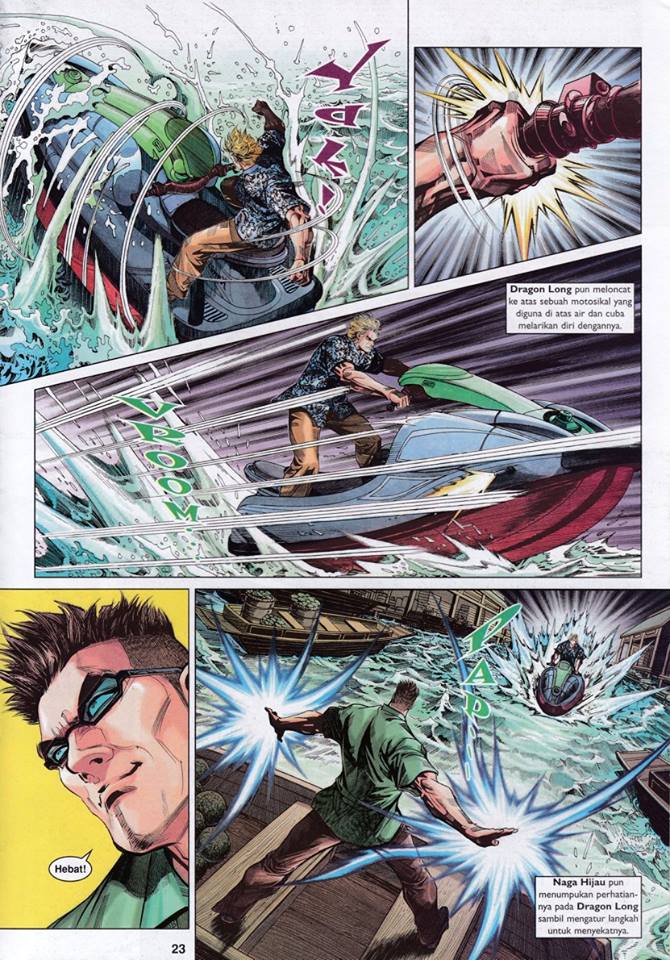 YAK!
Dragon Long pun meloncat
ke atas sebuah motosikal yang
diguna di atas air dan cuba
melarikan diri dengannya.
VROOM
Hebat!
PAP!!
Naga Hijau pun
menumpukan perhatian-
nya pada Dragon Long
sambil mengatur langkah
untuk menyekatnya.
23